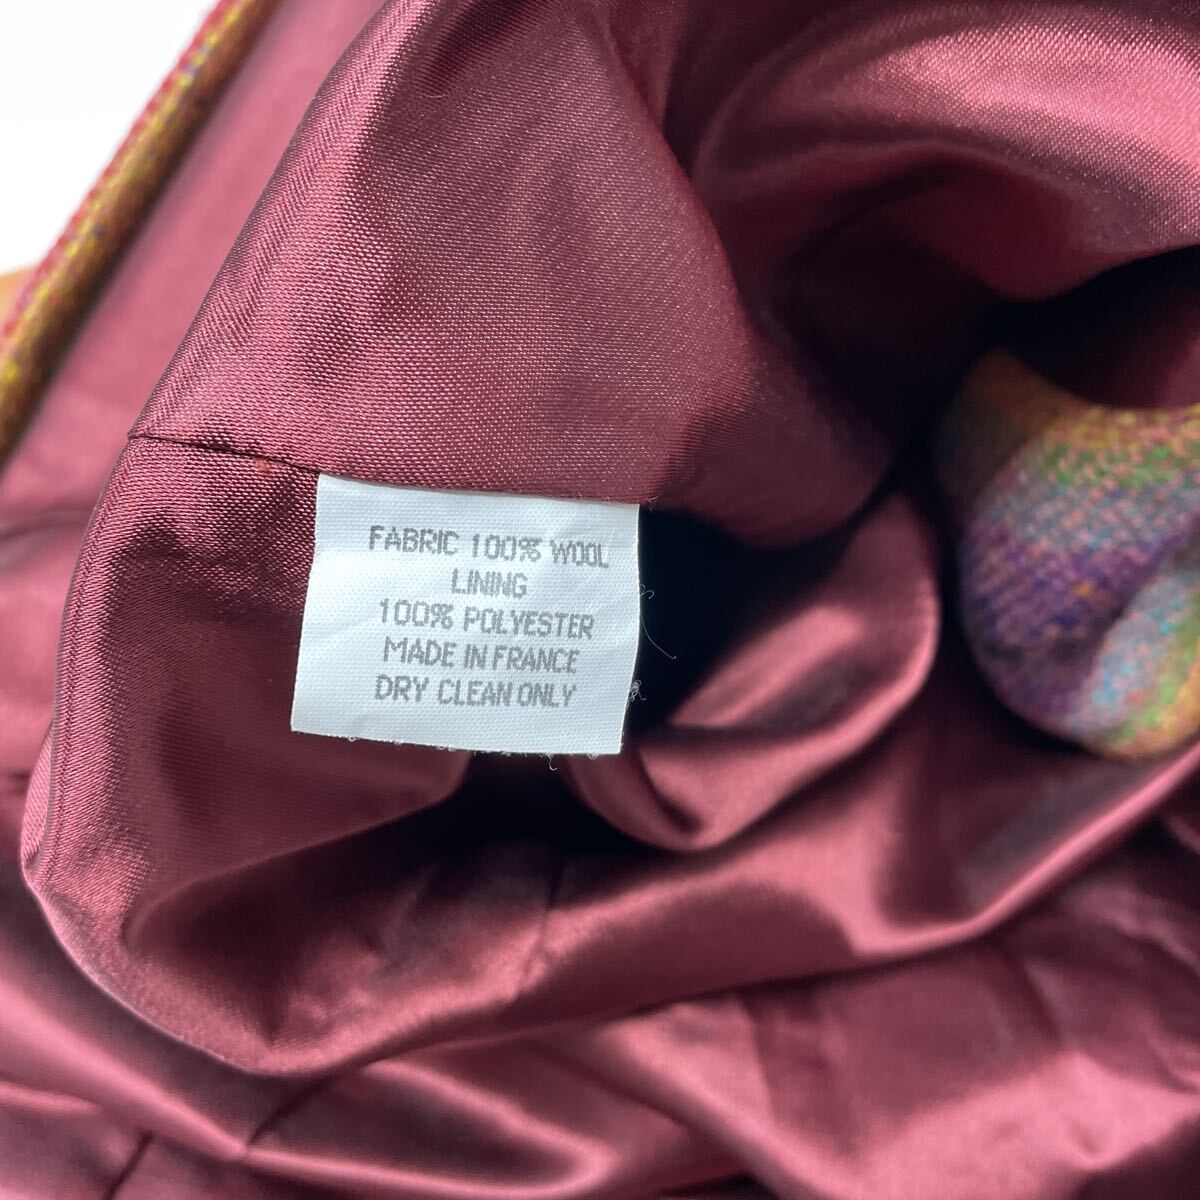 FABRIC 100% WOOL
LINING
100% POLYESTER
MADE IN FRANCE
DRY CLEAN ONLY